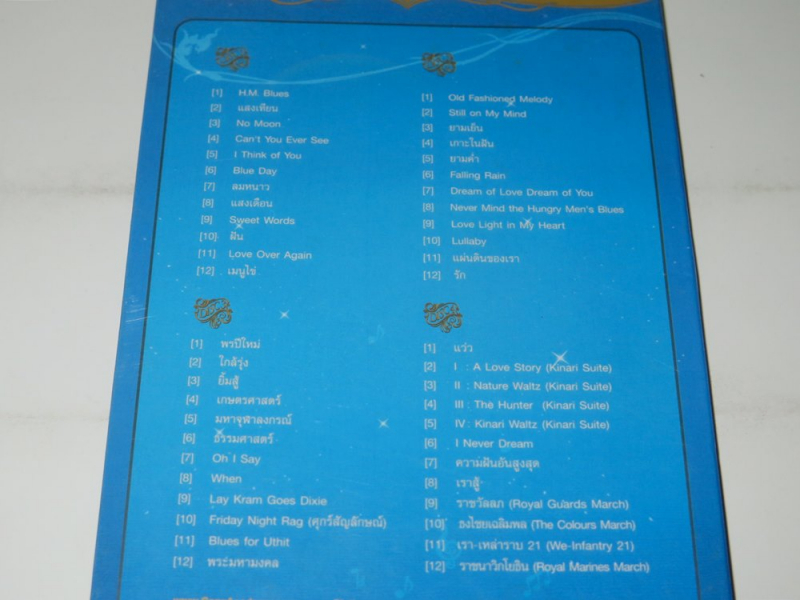 [1] H.M. Blues
[2] แสงเทียน
[3] No Moon
[4] Can't You Ever See
[5] I Think of You
[6] Blue Day
[7] ลมหนาว
[8] แสงเดือน
[9] Sweet Words
[10] ฝัน
[11] Love Over Again
[12] เมนูไข่
[1] Old Fashioned Melody
[2] Still on My Mind
[3] ยามเย็น
[4] เกาะในฝัน
[5] ยามค่ำ
[6] Falling Rain
[7] Dream of Love Dream of You
[8] Never Mind the Hungry Men's Blues
[9] Love Light in My Heart
[10] Lullaby
[11] แผ่นดินของเรา
[12] รัก
[1] พรปีใหม่
[2] ใกล้รุ่ง
[3] ยิ้มสู้
[4] เกษตรศาสตร์
[5] มหาจุฬาลงกรณ์
[6] ธรรมศาสตร์
[7] Oh I Say
[8] When
[9] Lay Kram Goes Dixie
[10] Friday Night Rag (ศุกร์สัญลักษณ์)
[11] Blues for Uthit
[12] พระมหามงคล
[1] แว่ว
[2] I : A Love Story (Kinari Suite)
[3] II : Nature Waltz (Kinari Suite)
[4] III : The Hunter (Kinari Suite)
[5] IV : Kinari Waltz (Kinari Suite)
[6] I Never Dream
[7] ความฝันอันสูงสุด
[8] เราสู้
[9] ราชวัลลภ (Royal Guards March)
[10] ธงไชยเฉลิมพล (The Colours March)
[11] เรา-เหล่าราบ 21 (We-Infantry 21)
[12] ราชนาวิกโยธิน (Royal Marines March)